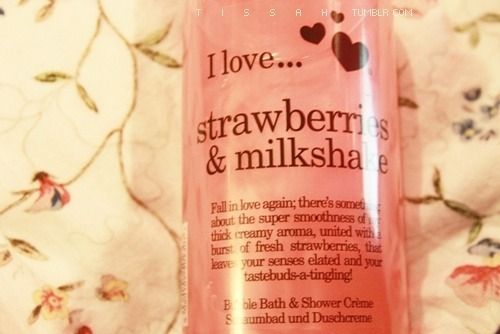 TISSAH TUMBLR.COM
I love...
strawberries
& milkshake
Fall in love again; there's something
about the super smoothness of
thick creamy aroma, united with a
burst of fresh strawberries, that
leaves your senses elated and your
tastebuds-a-tingling!
Bubble Bath & Shower Crème
Schaumbad und Duschcreme